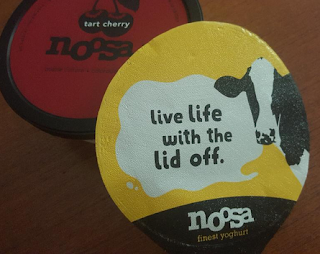 tart cherry
noosa
live life
with the
lid off.
noosa
finest yoghurt